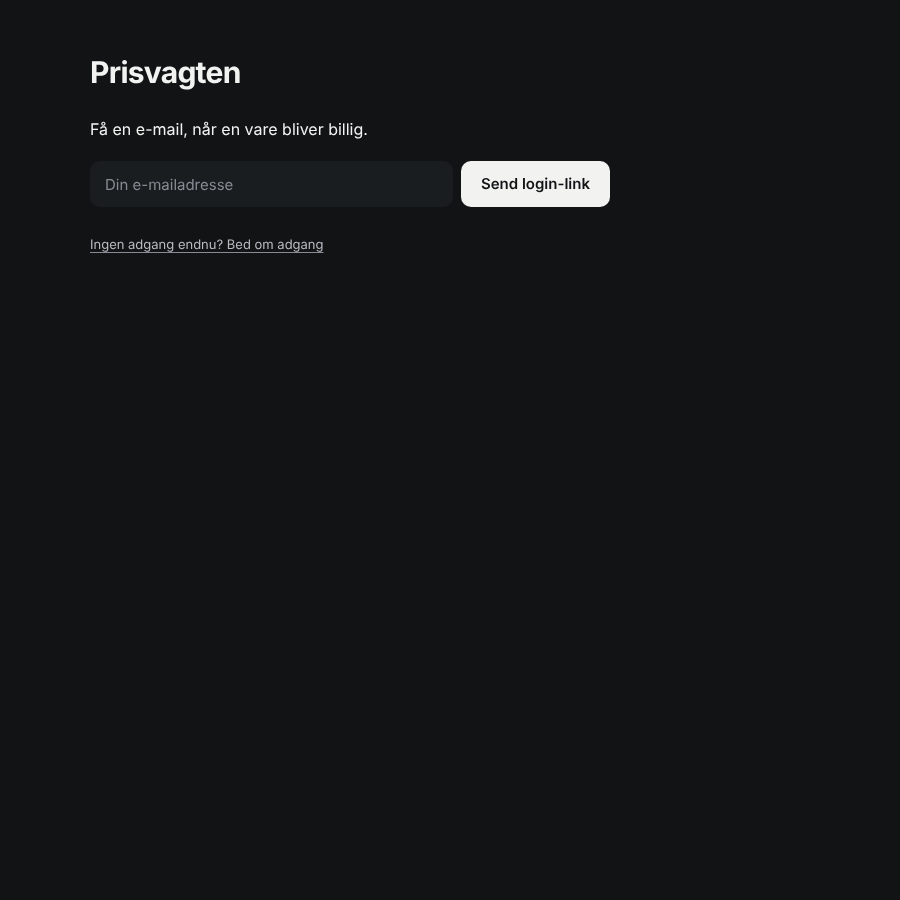 Prisvagten
Få en e-mail, når en vare bliver billig.
Din e-mailadresse
Send login-link
Ingen adgang endnu? Bed om adgang